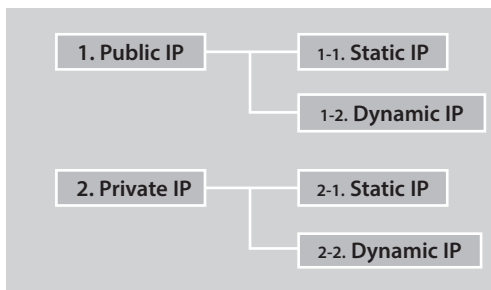 1. Public IP
1-1. Static IP
1-2. Dynamic IP
2. Private IP
2-1. Static IP
2-2. Dynamic IP